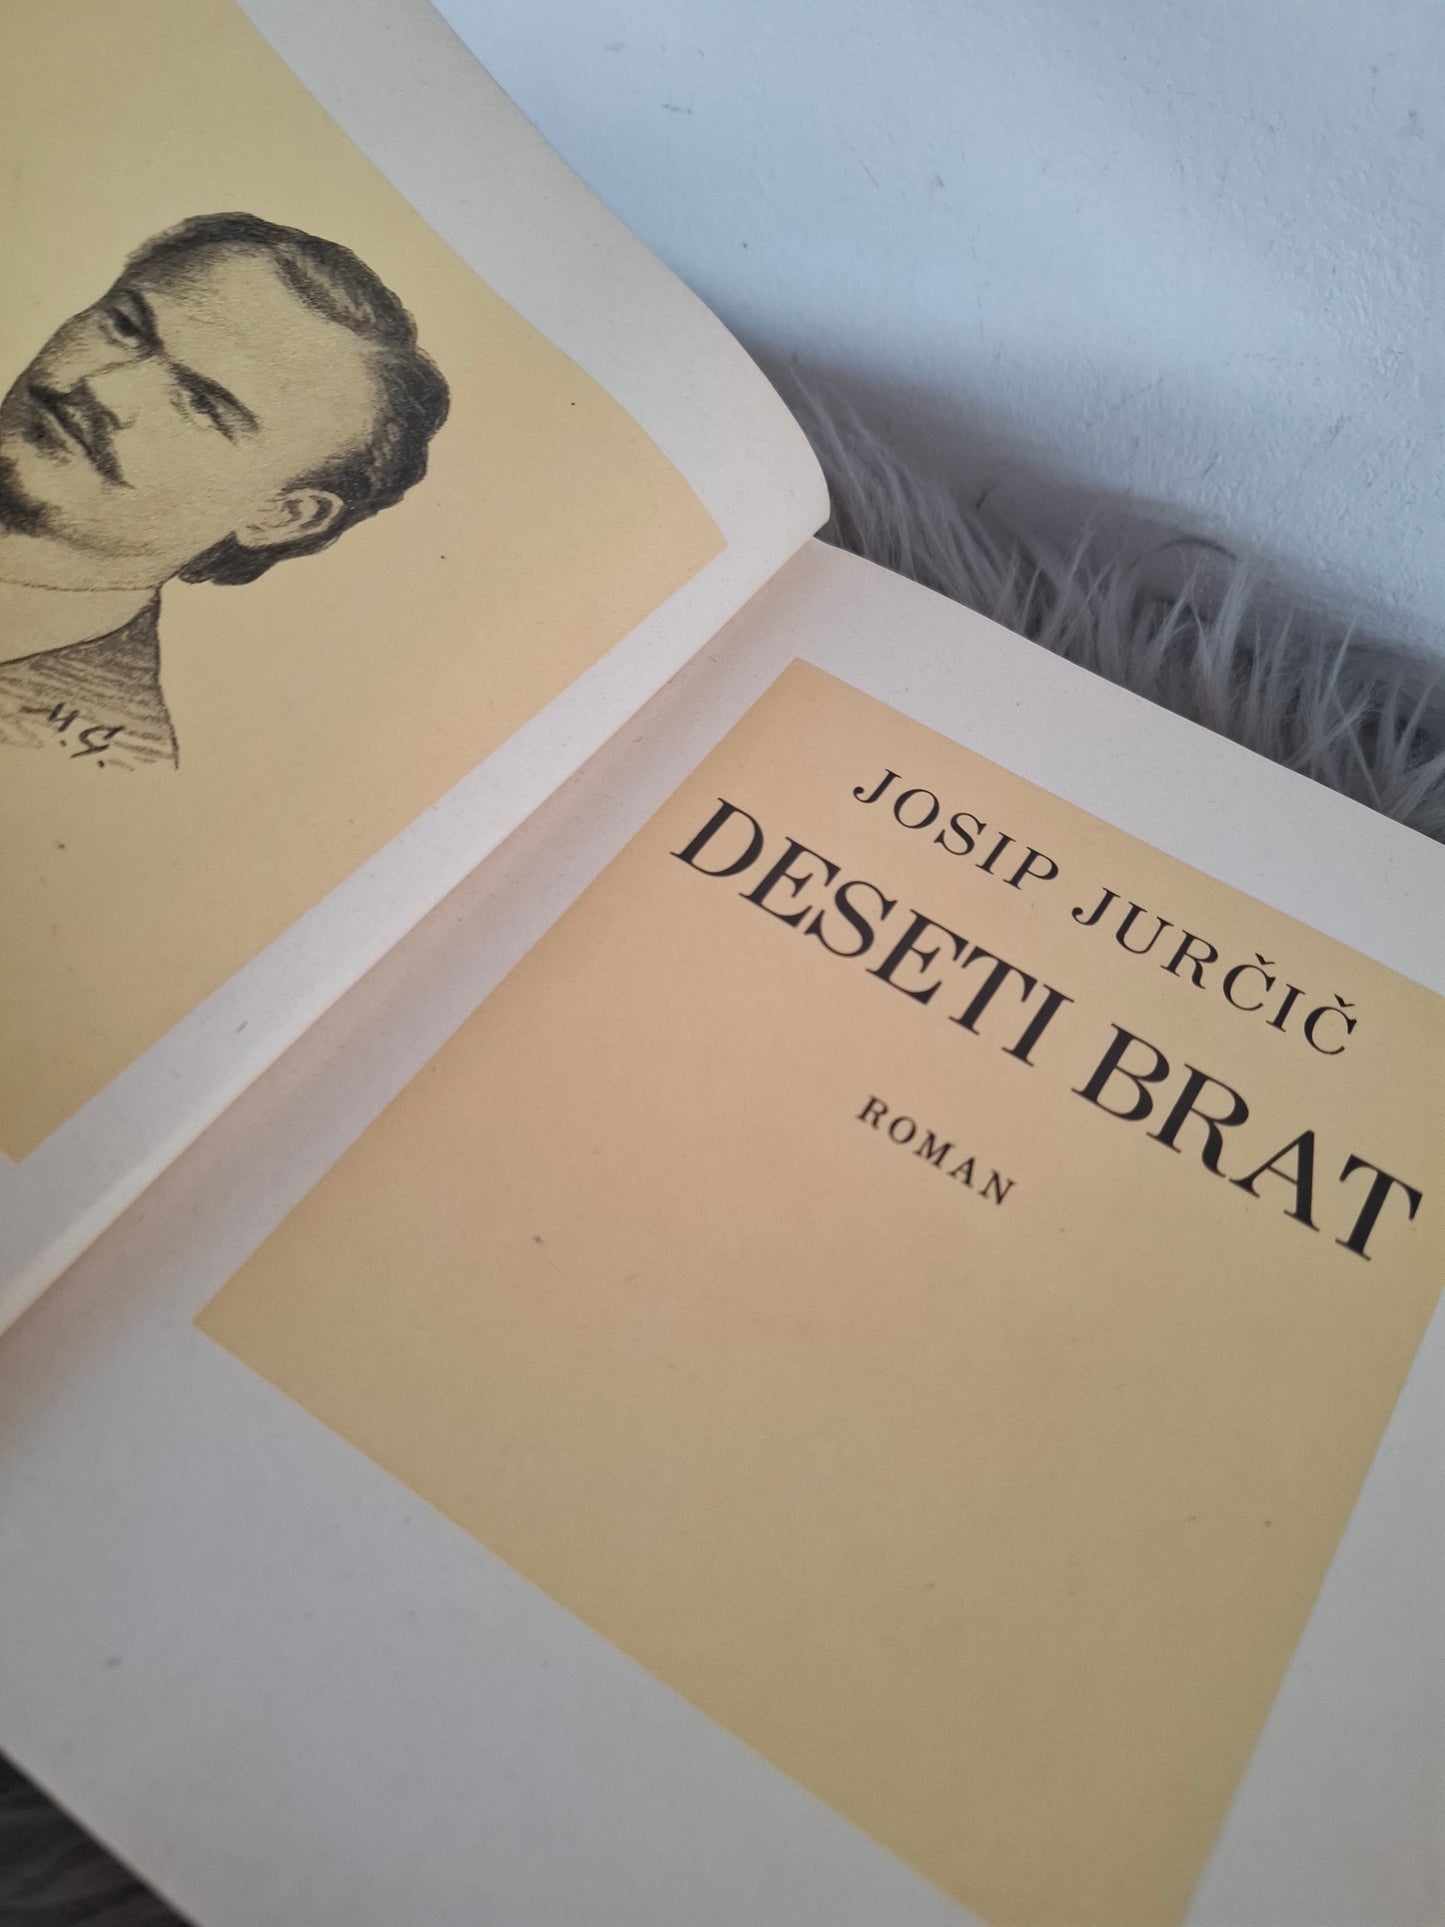 JOSIP JURČIČ
DESETI BRAT
ROMAN